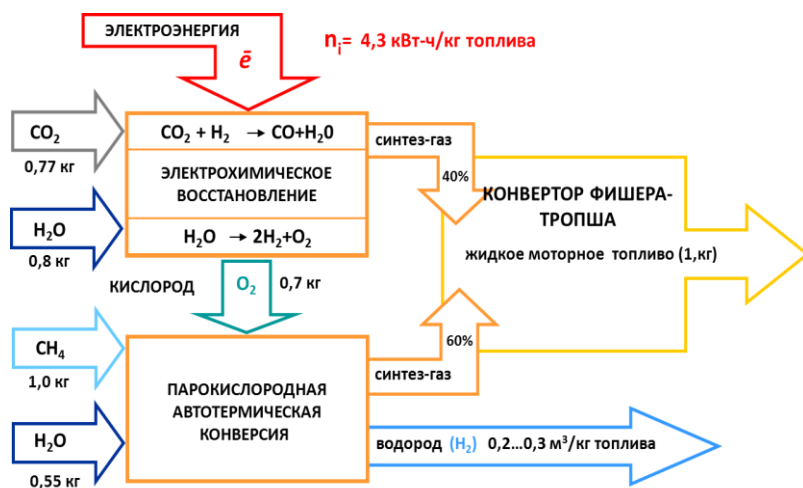 ЭЛЕКТРОЭНЕРГИЯ
ē
n_i= 4,3 кВт-ч/кг топлива
CO₂
0,77 кг
CO₂ + H₂ → CO+H₂0
синтез-газ
40%
ЭЛЕКТРОХИМИЧЕСКОЕ
ВОССТАНОВЛЕНИЕ
H₂O
0,8 кг
H₂O → 2H₂+O₂
КОНВЕРТОР ФИШЕРА-
ТРОПША
жидкое моторное топливо (1,кг)
КИСЛОРОД
O₂
0,7 кг
CH₄
1,0 кг
ПАРОКИСЛОРОДНАЯ
АВТОТЕРМИЧЕСКАЯ
КОНВЕРСИЯ
60%
синтез-газ
H₂O
0,55 кг
водород (H₂) 0,2...0,3 м³/кг топлива